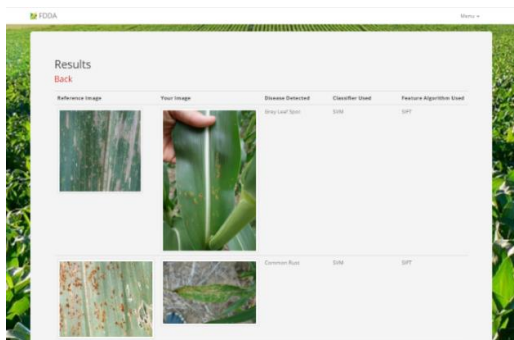 FDDA
Menu
Results
Back
Reference Image Your Image Disease Detected Classifier Used Feature Algorithm Used
Gray Leaf Spot SVM SIFT
Common Rust SVM SIFT